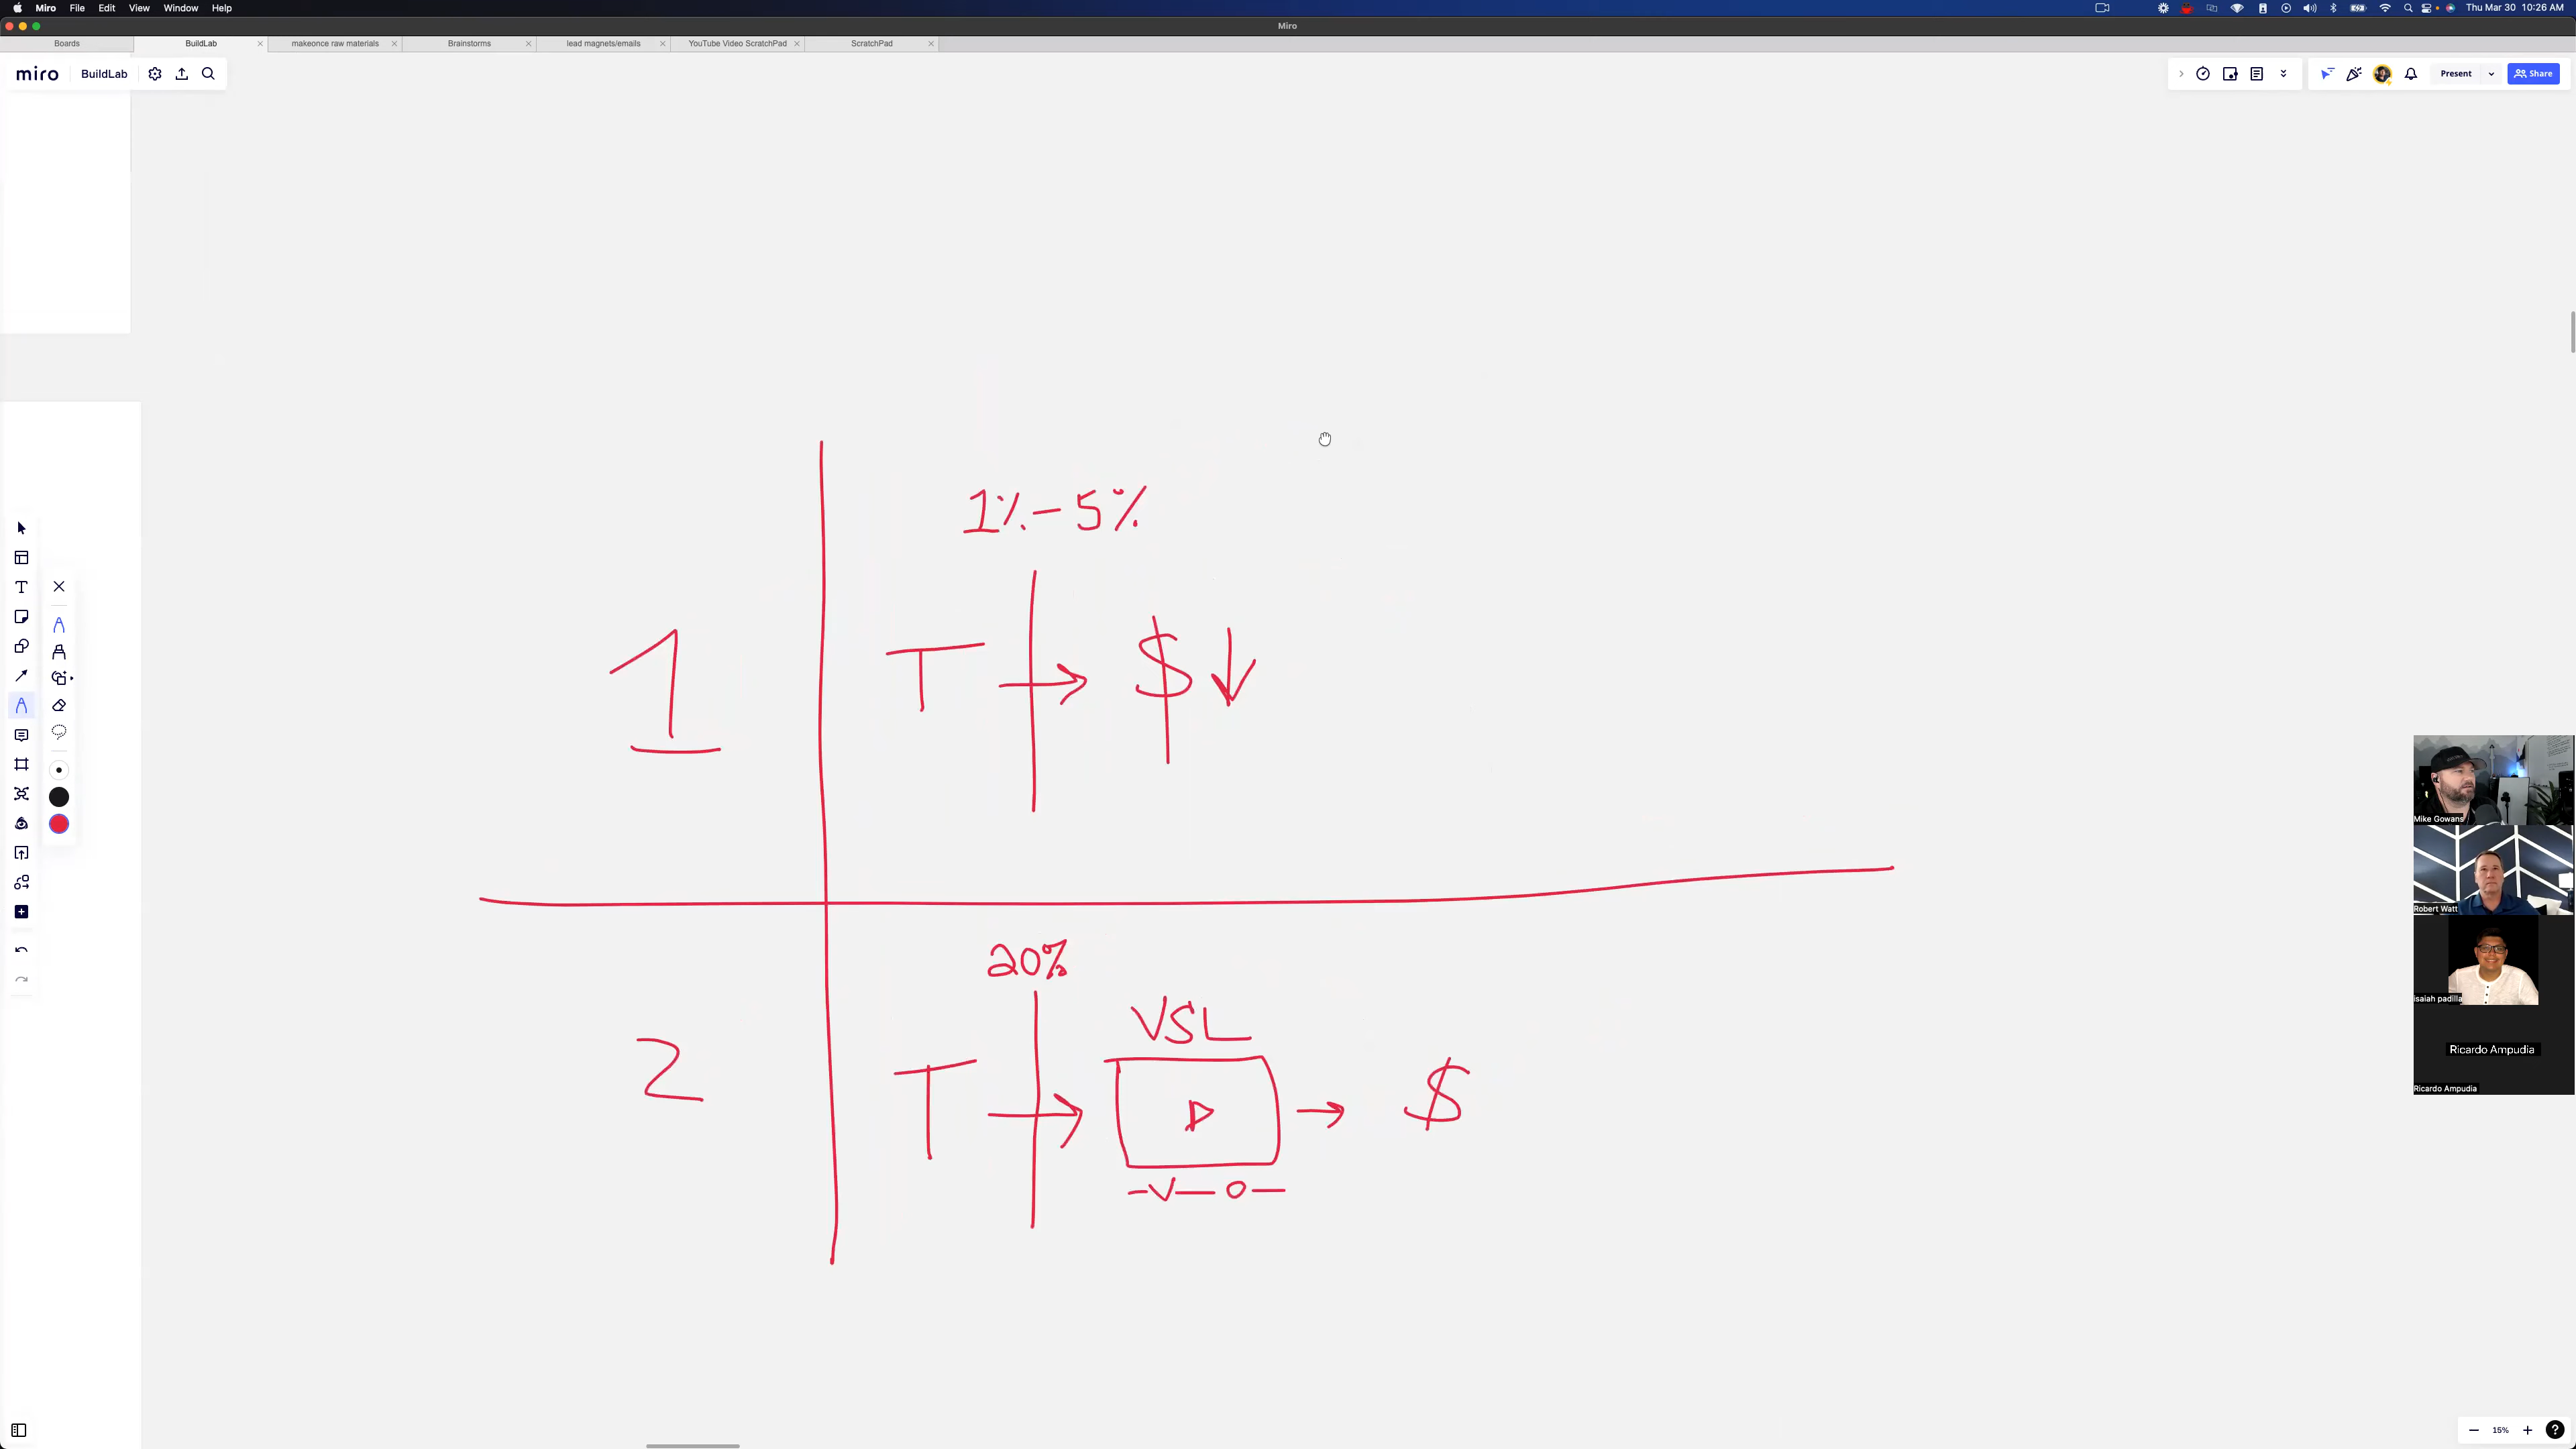 Miro File Edit View Window Help Thu Mar 30 10:26 AM
Miro
Boards BuildLab makeonce raw materials Brainstorms lead magnets/emails YouTube Video ScratchPad ScratchPad
miro BuildLab Present Share
1%-5%
1 T $
20%
VSL
2 T $
V O
Mike Gowans
Robert Watt
isaiah padilla
Ricardo Ampudia
Ricardo Ampudia
15%